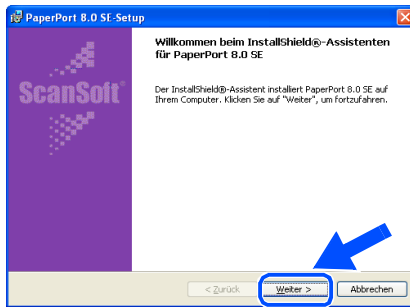 PaperPort 8.0 SE-Setup
Willkommen beim InstallShield®-Assistenten
für PaperPort 8.0 SE
ScanSoft®
Der InstallShield®-Assistent installiert PaperPort 8.0 SE auf
Ihrem Computer. Klicken Sie auf "Weiter", um fortzufahren.
< Zurück
Weiter >
Abbrechen